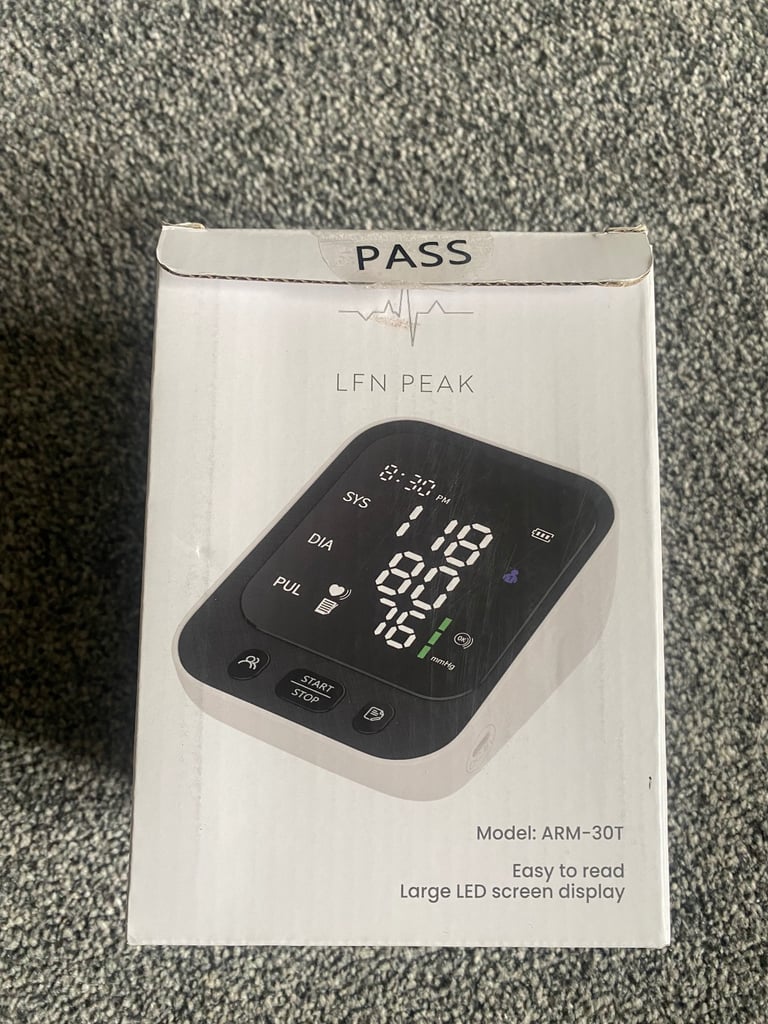 PASS
LFN PEAK
8:30 PM
SYS 118
DIA 80
PUL 76
OK
mmHg
START
STOP
Model: ARM-30T
Easy to read
Large LED screen display